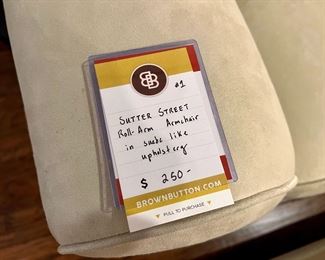 BB
#1
SUTTER STREET
Roll-Arm Armchair
in suede like
upholstery
$ 250-
BROWNBUTTON.COM
PULL TO PURCHASE